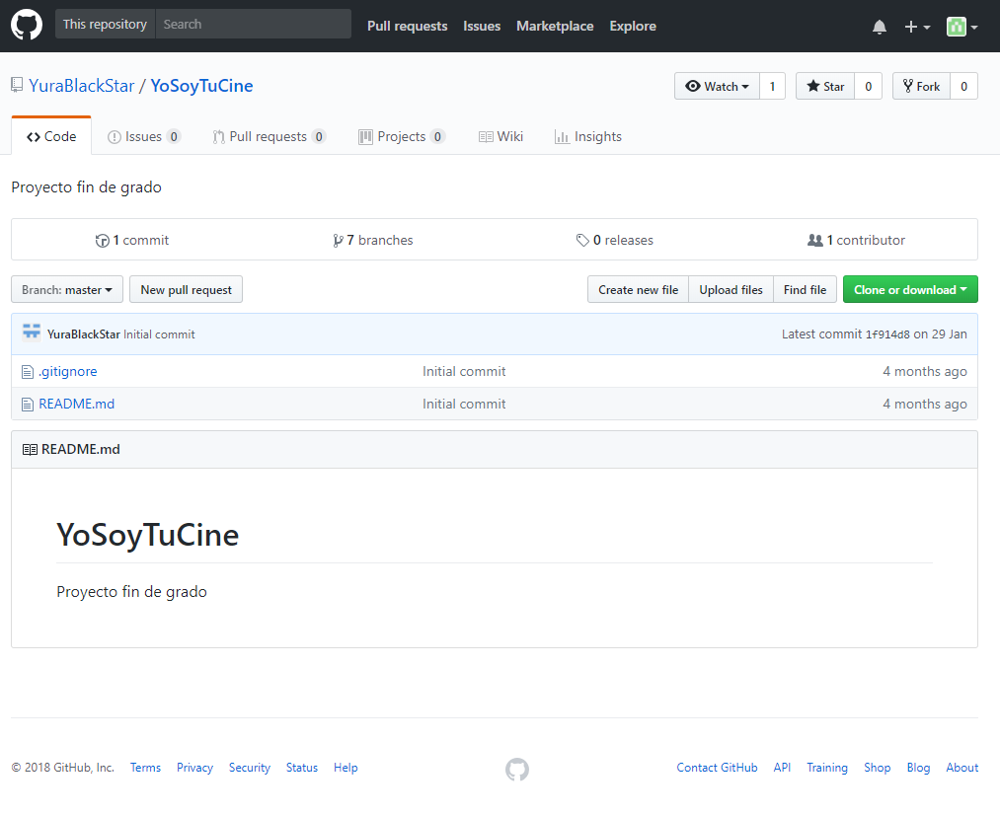 This repository Search Pull requests Issues Marketplace Explore
YuraBlackStar / YoSoyTuCine Watch 1 Star 0 Fork 0
Code Issues 0 Pull requests 0 Projects 0 Wiki Insights
Proyecto fin de grado
1 commit 7 branches 0 releases 1 contributor
Branch: master New pull request Create new file Upload files Find file Clone or download
YuraBlackStar Initial commit Latest commit 1f914d8 on 29 Jan
.gitignore Initial commit 4 months ago
README.md Initial commit 4 months ago
README.md
YoSoyTuCine
Proyecto fin de grado
© 2018 GitHub, Inc. Terms Privacy Security Status Help Contact GitHub API Training Shop Blog About